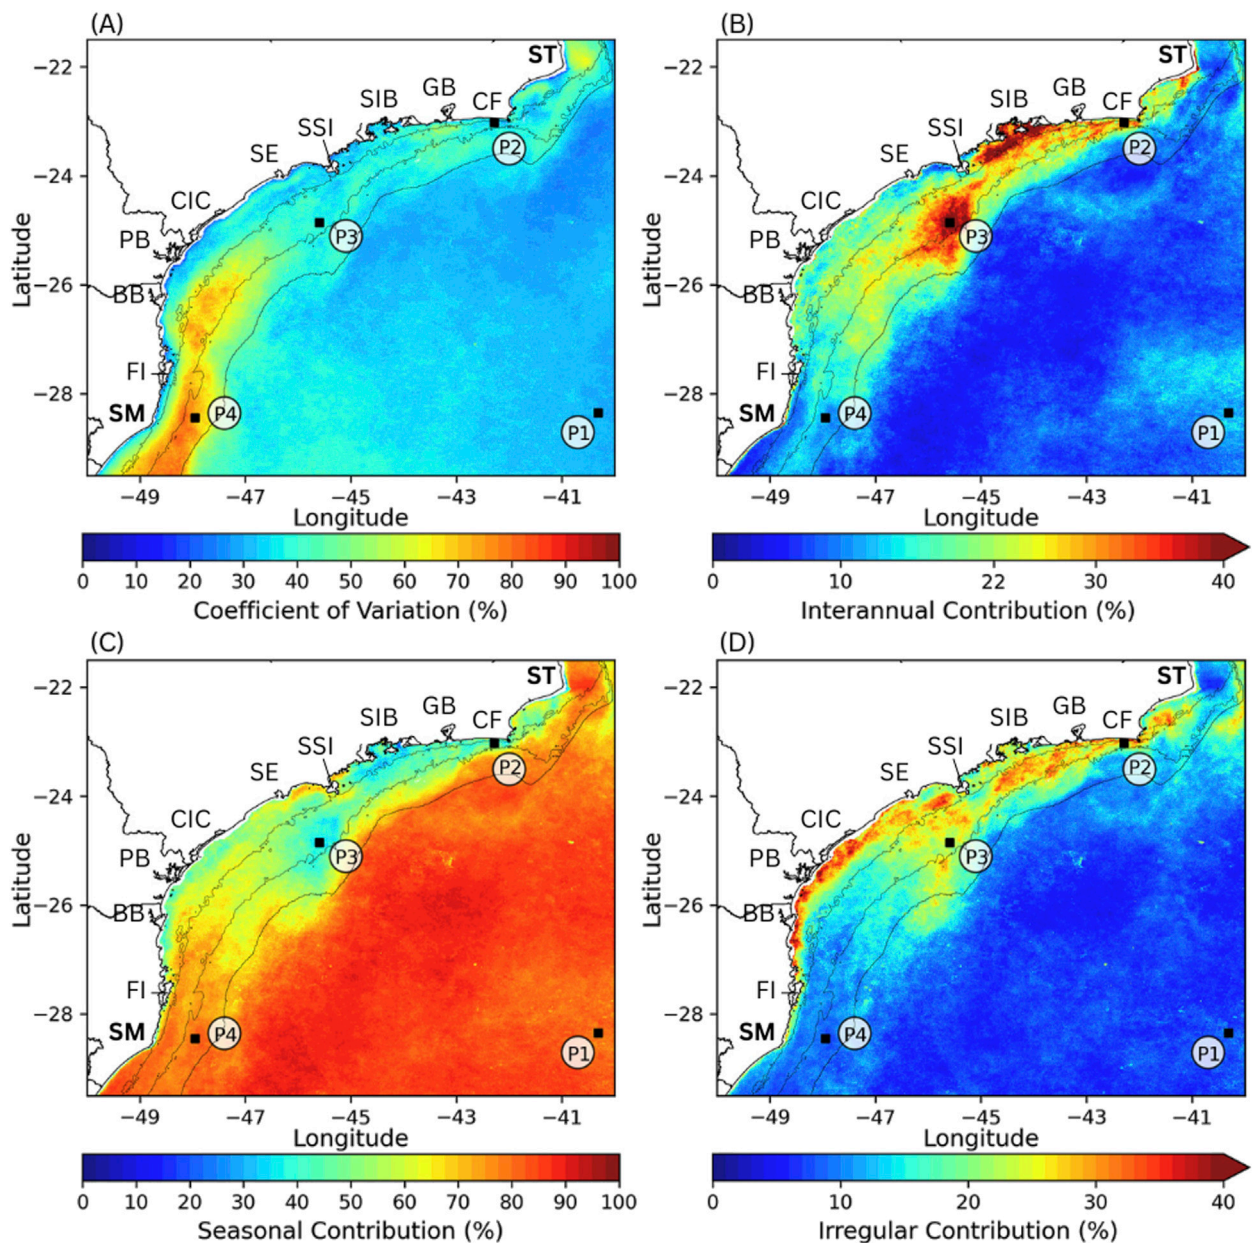 (A)
ST
GB
CF
SIB
SSI
SE
P2
CIC
P3
PB
BB
FI
SM
P4
P1
−22
−24
−26
−28
Latitude
−49 −47 −45 −43 −41
Longitude
0 10 20 30 40 50 60 70 80 90 100
Coefficient of Variation (%)
(B)
ST
GB
CF
SIB
SSI
SE
P2
CIC
P3
PB
BB
FI
SM
P4
P1
−22
−24
−26
−28
Latitude
−49 −47 −45 −43 −41
Longitude
0 10 22 30 40
Interannual Contribution (%)
(C)
ST
GB
CF
SIB
SSI
SE
P2
CIC
P3
PB
BB
FI
SM
P4
P1
−22
−24
−26
−28
Latitude
−49 −47 −45 −43 −41
Longitude
0 10 20 30 40 50 60 70 80 90 100
Seasonal Contribution (%)
(D)
ST
GB
CF
SIB
SSI
SE
P2
CIC
P3
PB
BB
FI
SM
P4
P1
−22
−24
−26
−28
Latitude
−49 −47 −45 −43 −41
Longitude
0 10 20 30 40
Irregular Contribution (%)